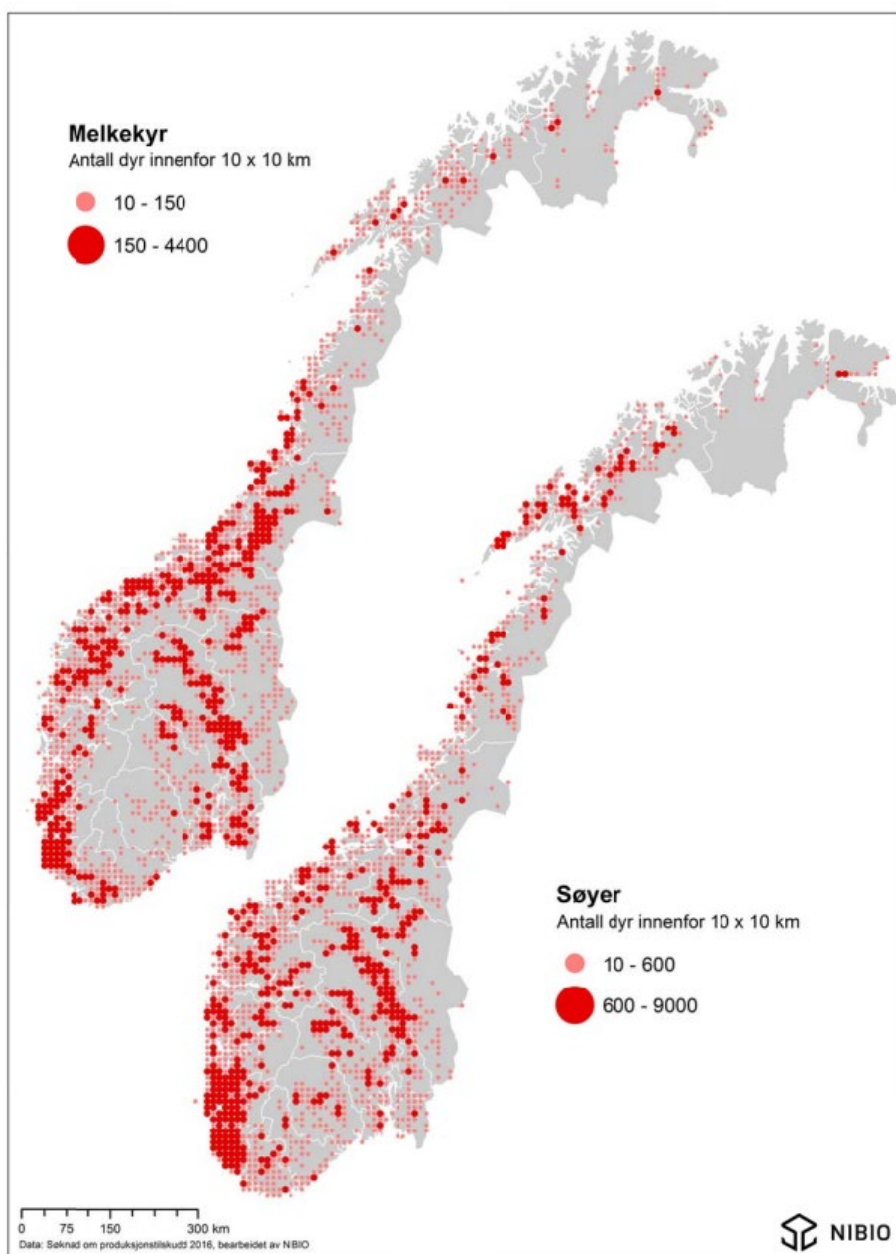 Melkekyr
Antall dyr innenfor 10 x 10 km
10 - 150
150 - 4400
Søyer
Antall dyr innenfor 10 x 10 km
10 - 600
600 - 9000
0 75 150 300 km
Data: Søknad om produksjonstilskudd 2016, bearbeidet av NIBIO
NIBIO